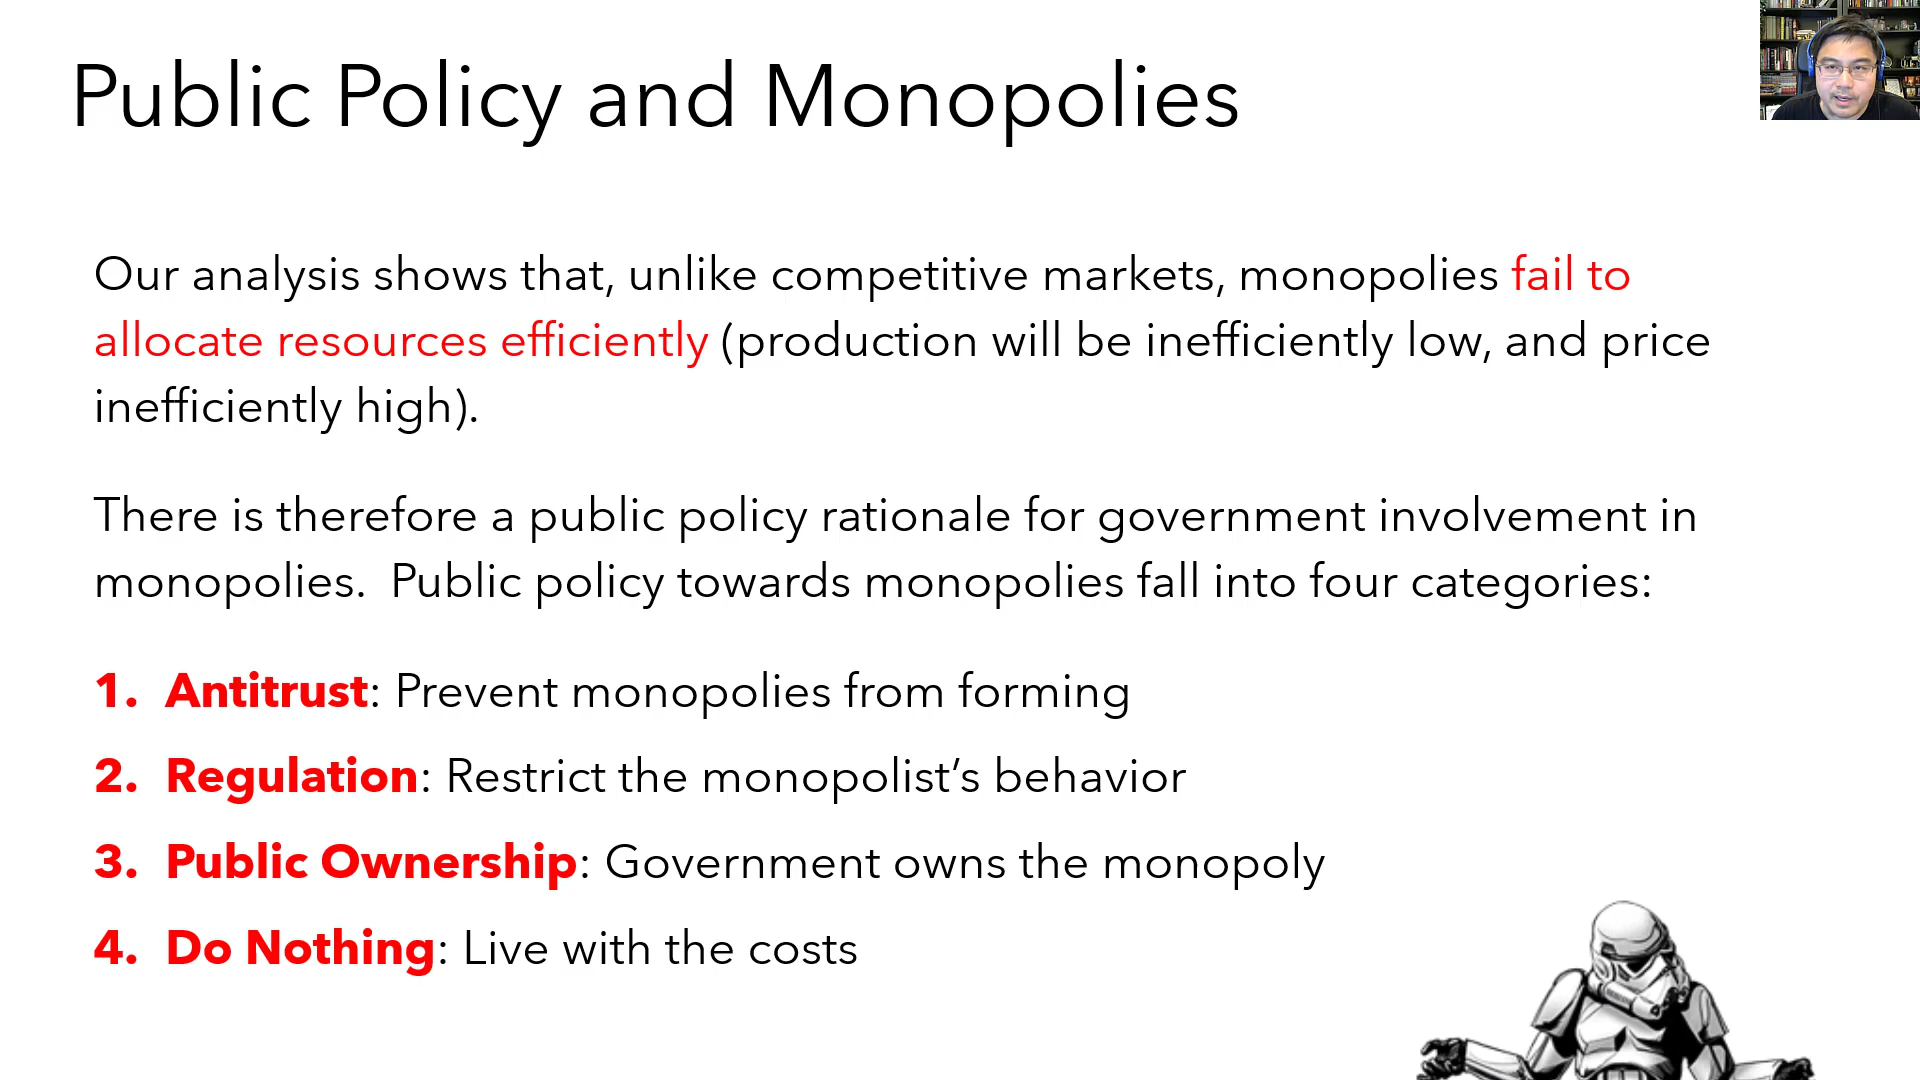 Public Policy and Monopolies
Our analysis shows that, unlike competitive markets, monopolies fail to
allocate resources efficiently (production will be inefficiently low, and price
inefficiently high).
There is therefore a public policy rationale for government involvement in
monopolies.  Public policy towards monopolies fall into four categories:
1. Antitrust: Prevent monopolies from forming
2. Regulation: Restrict the monopolist’s behavior
3. Public Ownership: Government owns the monopoly
4. Do Nothing: Live with the costs